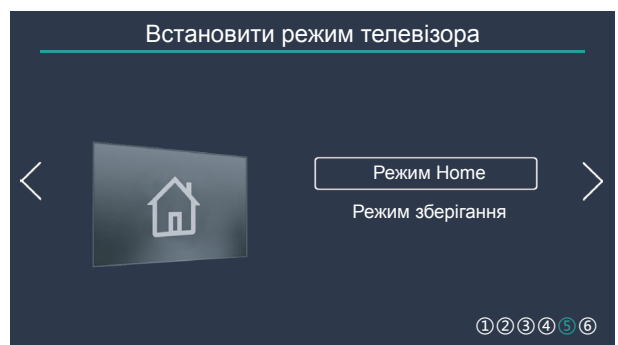 Встановити режим телевізора
Режим Home
Режим зберігання
①②③④⑤⑥